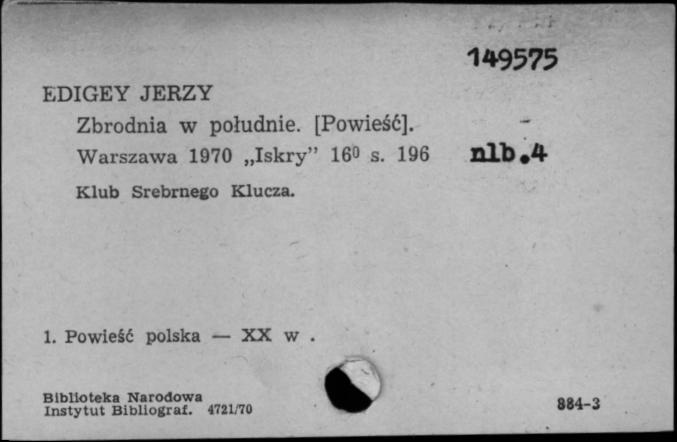 149575
EDIGEY JERZY
Zbrodnia w południe. [Powieść].
Warszawa 1970 „Iskry” 16⁰ s. 196 nlb.4
Klub Srebrnego Klucza.
1. Powieść polska — XX w .
Biblioteka Narodowa
Instytut Bibliograf. 4721/70
884-3